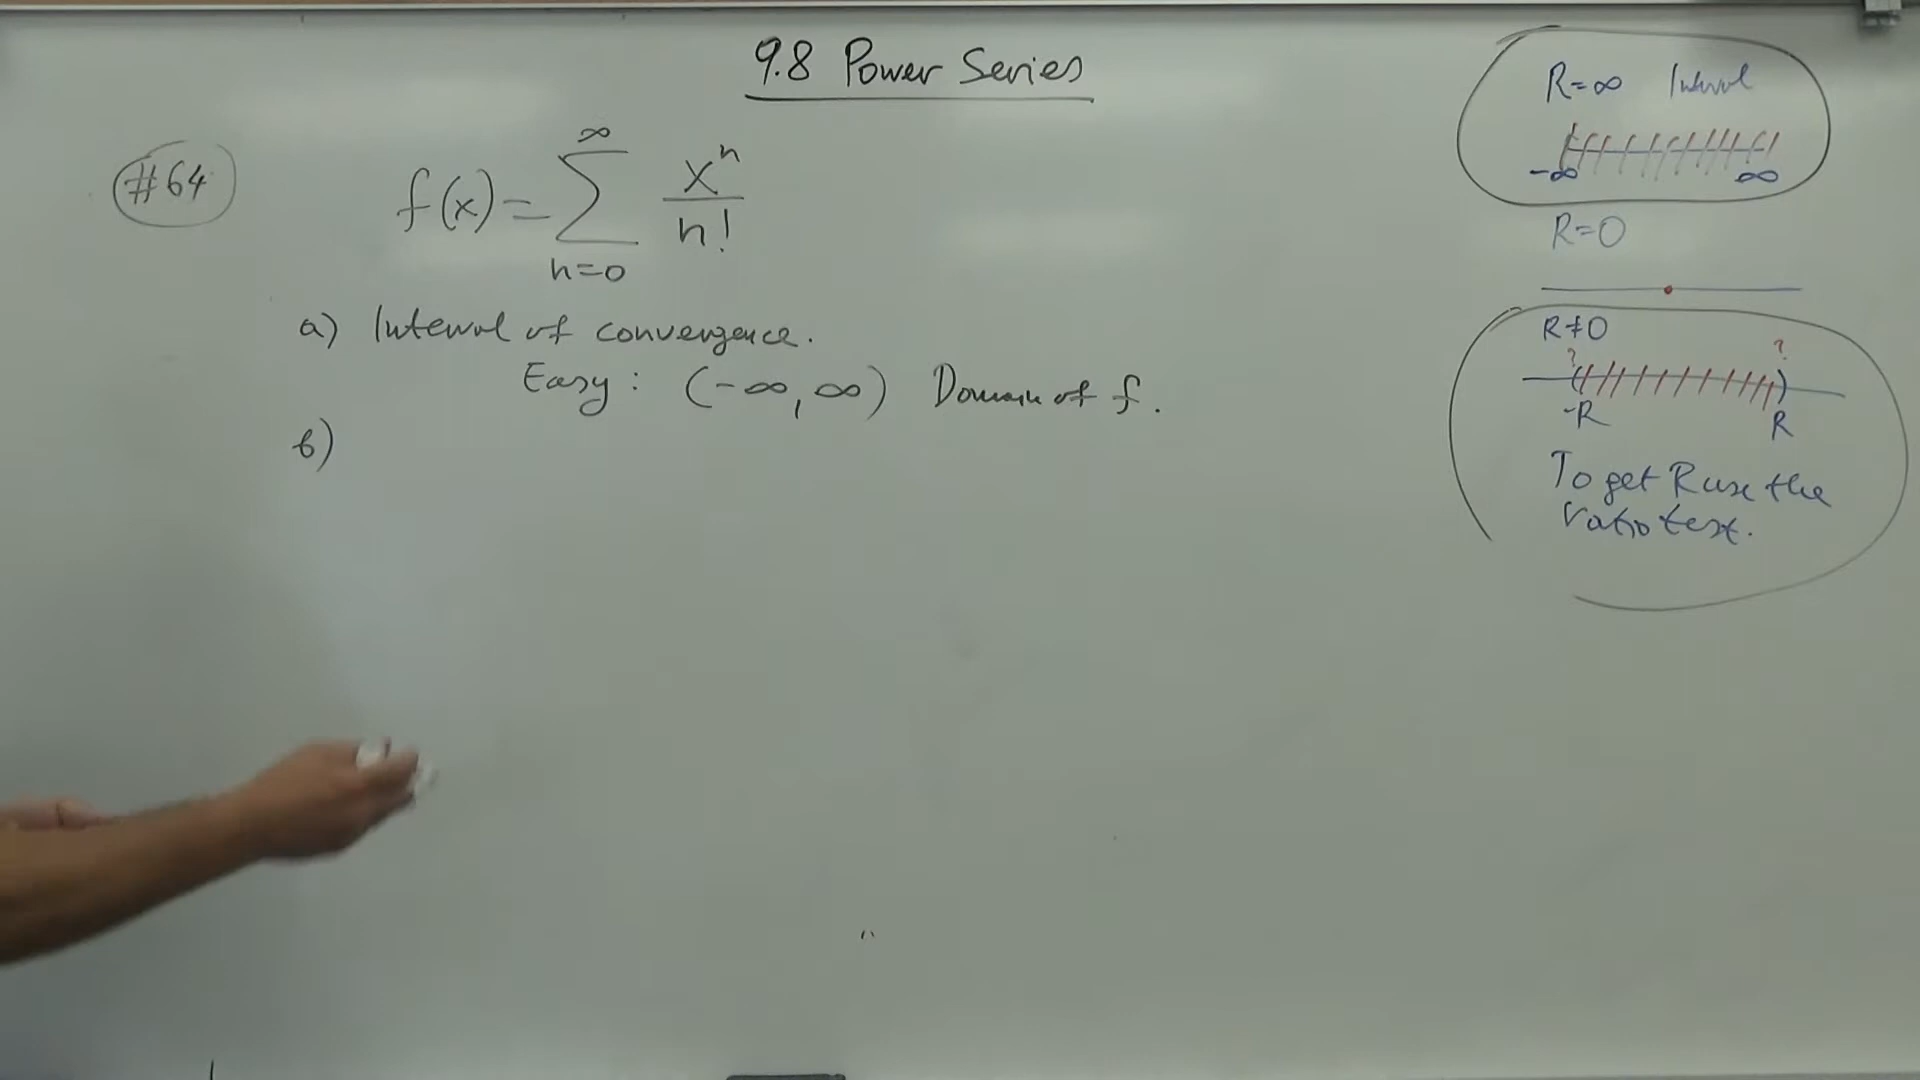 9.8 Power Series
#64
f(x) = ∞ ∑ n=0 xⁿ / n!
a) Interval of convergence.
Easy : (-∞, ∞) Domain of f.
b)
R=∞ Interval
-∞ ∞
R=0
R≠0
? ?
-R R
To get R use the
ratio test.